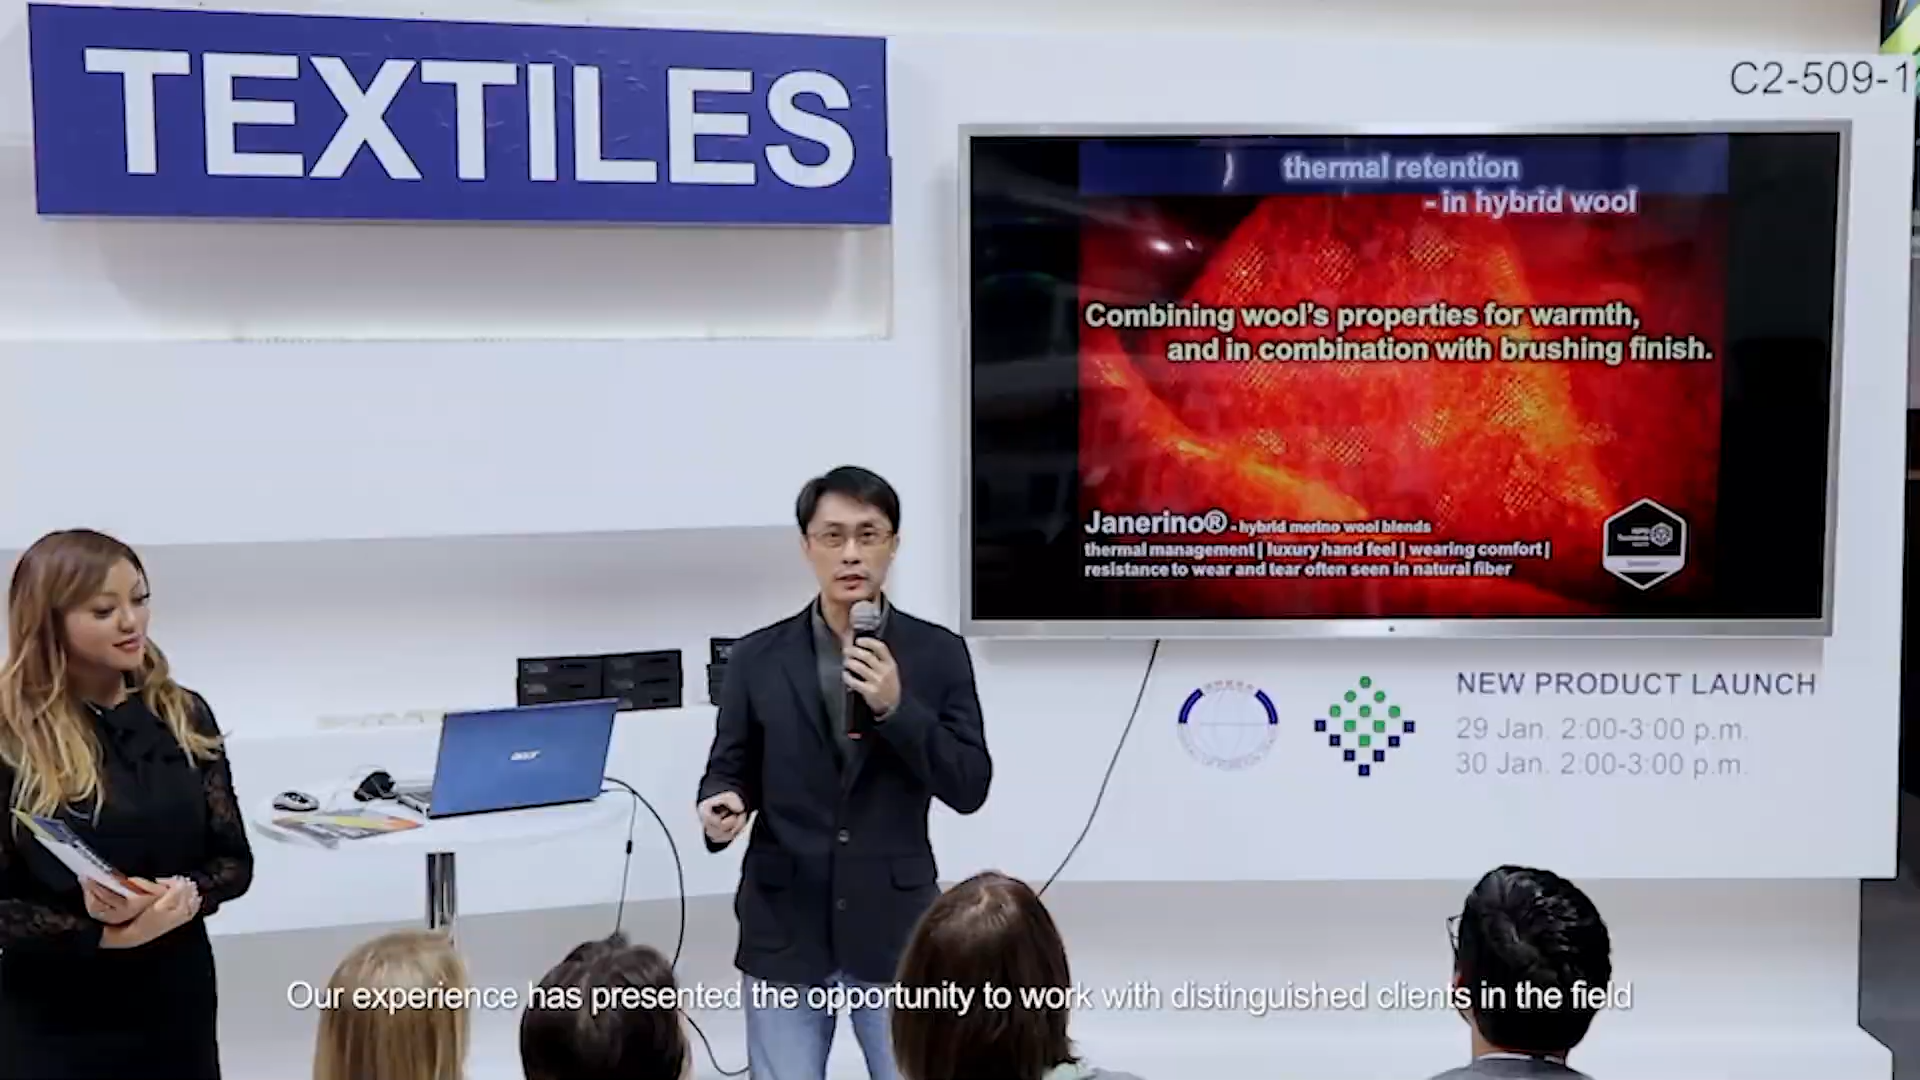 TEXTILES
C2-509-1
thermal retention
- in hybrid wool
Combining wool's properties for warmth,
and in combination with brushing finish.
Janerino® - hybrid merino wool blends
thermal management | luxury hand feel | wearing comfort |
resistance to wear and tear often seen in natural fiber
acer
NEW PRODUCT LAUNCH
29 Jan. 2:00-3:00 p.m.
30 Jan. 2:00-3:00 p.m.
Our experience has presented the opportunity to work with distinguished clients in the field